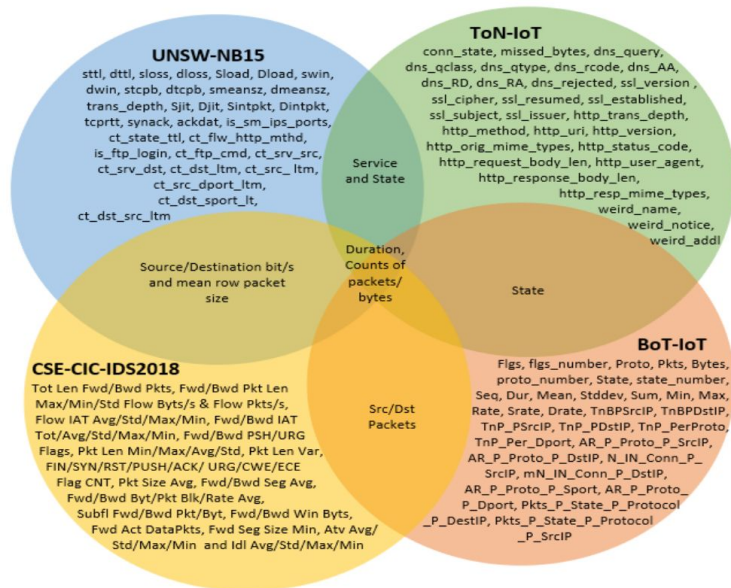 UNSW-NB15
sttl, dttl, sloss, dloss, Sload, Dload, swin,
dwin, stcpb, dtcpb, smeansz, dmeansz,
trans_depth, Sjit, Djit, Sintpkt, Dintpkt,
tcprtt, synack, ackdat, is_sm_ips_ports,
ct_state_ttl, ct_flw_http_mthd,
is_ftp_login, ct_ftp_cmd, ct_srv_src,
ct_srv_dst, ct_dst_ltm, ct_src_ ltm,
ct_src_dport_ltm,
ct_dst_sport_lt,
ct_dst_src_ltm
ToN-IoT
conn_state, missed_bytes, dns_query,
dns_qclass, dns_qtype, dns_rcode, dns_AA,
dns_RD, dns_RA, dns_rejected, ssl_version ,
ssl_cipher, ssl_resumed, ssl_established,
ssl_subject, ssl_issuer, http_trans_depth,
http_method, http_uri, http_version,
http_orig_mime_types, http_status_code,
http_request_body_len, http_user_agent,
http_response_body_len,
http_resp_mime_types,
weird_name,
weird_notice,
weird_addl
Service
and State
Source/Destination bit/s
and mean row packet
size
Duration,
Counts of
packets/
bytes
State
CSE-CIC-IDS2018
Tot Len Fwd/Bwd Pkts, Fwd/Bwd Pkt Len
Max/Min/Std Flow Byts/s & Flow Pkts/s,
Flow IAT Avg/Std/Max/Min, Fwd/Bwd IAT
Tot/Avg/Std/Max/Min, Fwd/Bwd PSH/URG
Flags, Pkt Len Min/Max/Avg/Std, Pkt Len Var,
FIN/SYN/RST/PUSH/ACK/ URG/CWE/ECE
Flag CNT, Pkt Size Avg, Fwd/Bwd Seg Avg,
Fwd/Bwd Byt/Pkt Blk/Rate Avg,
Subfl Fwd/Bwd Pkt/Byt, Fwd/Bwd Win Byts,
Fwd Act DataPkts, Fwd Seg Size Min, Atv Avg/
Std/Max/Min and Idl Avg/Std/Max/Min
Src/Dst
Packets
BoT-IoT
Flgs, flgs_number, Proto, Pkts, Bytes,
proto_number, State, state_number,
Seq, Dur, Mean, Stddev, Sum, Min, Max,
Rate, Srate, Drate, TnBPSrcIP, TnBPDstIP,
TnP_PSrcIP, TnP_PDstIP, TnP_PerProto,
TnP_Per_Dport, AR_P_Proto_P_SrcIP,
AR_P_Proto_P_DstIP, N_IN_Conn_P_
SrcIP, mN_IN_Conn_P_DstIP,
AR_P_Proto_P_Sport, AR_P_Proto_
P_Dport, Pkts_P_State_P_Protocol
_P_DestIP, Pkts_P_State_P_Protocol
_P_SrcIP